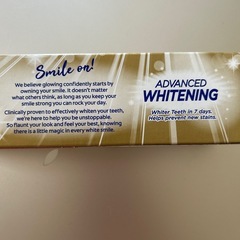 Smile on!
We believe glowing confidently starts by
owning your smile. It doesn't matter
what others think, as long as you keep your
smile strong you can rock your day.
Clinically proven to effectively whiten your teeth,
we're here to help you be unstoppable.
So flaunt your look and feel your best, knowing
there is a little magic in every white smile.
ADVANCED
WHITENING
Whiter Teeth in 7 days,
Helps prevent new stains.